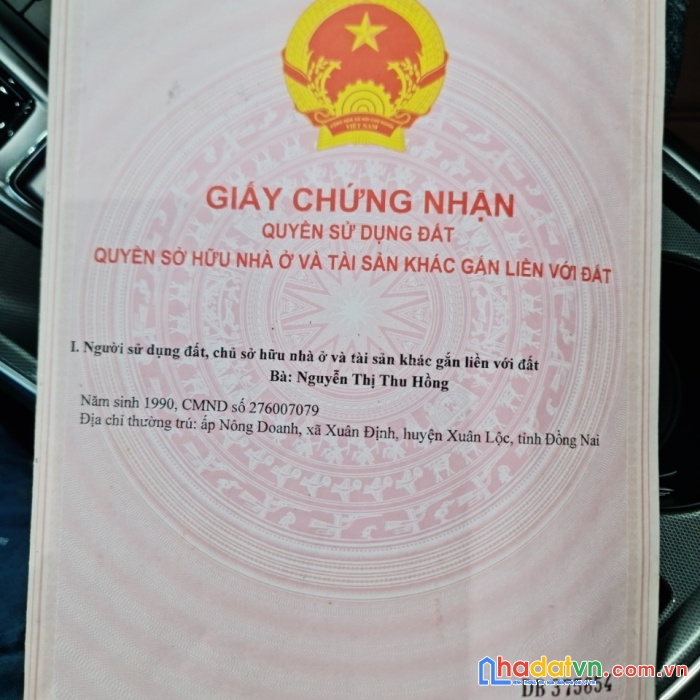 VIỆT NAM
GIẤY CHỨNG NHẬN
QUYỀN SỬ DỤNG ĐẤT
QUYỀN SỞ HỮU NHÀ Ở VÀ TÀI SẢN KHÁC GẮN LIỀN VỚI ĐẤT
I. Người sử dụng đất, chủ sở hữu nhà ở và tài sản khác gắn liền với đất
Bà: Nguyễn Thị Thu Hồng
Năm sinh 1990, CMND số 276007079
Địa chỉ thường trú: ấp Nông Doanh, xã Xuân Định, huyện Xuân Lộc, tỉnh Đồng Nai
hadatvn.com.vn